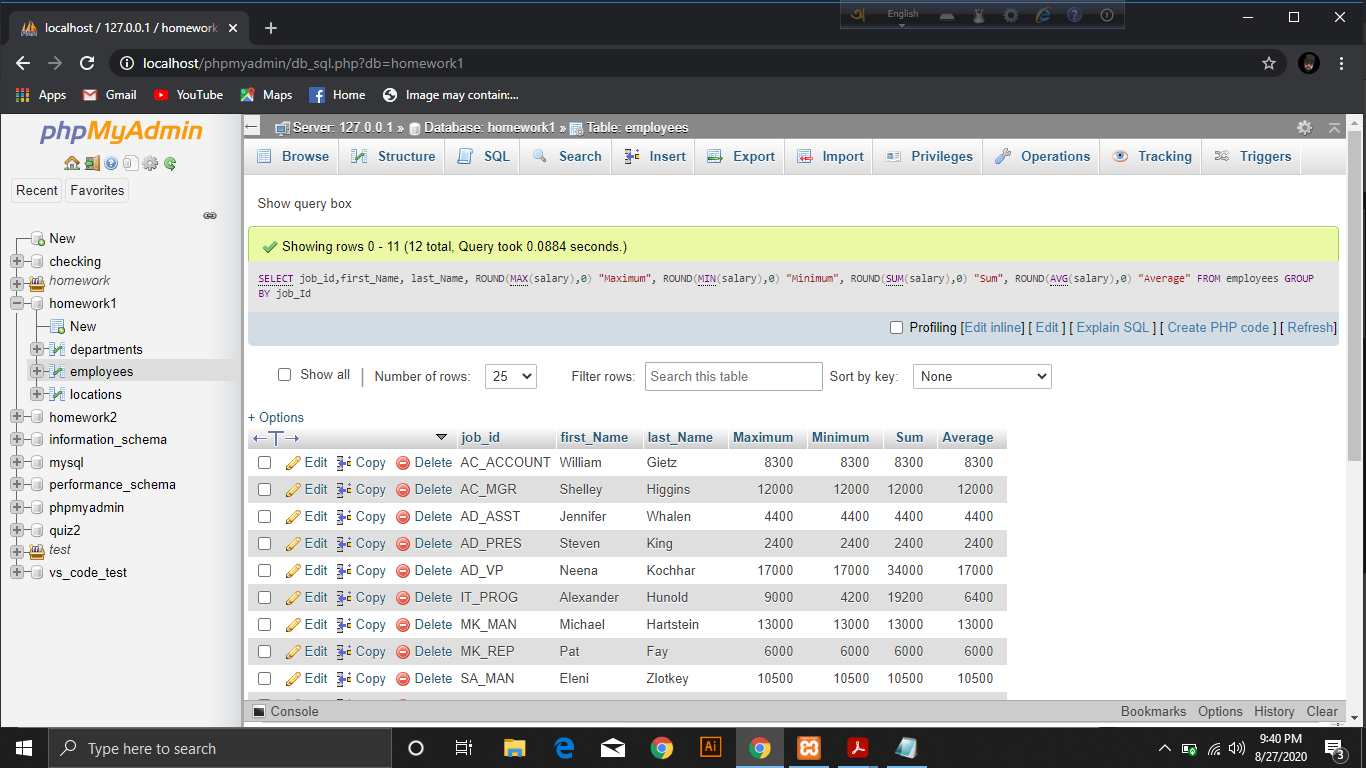 localhost / 127.0.0.1 / homework
English
localhost/phpmyadmin/db_sql.php?db=homework1
Apps Gmail YouTube Maps Home Image may contain:...
phpMyAdmin
Recent Favorites
New
checking
homework
homework1
New
departments
employees
locations
homework2
information_schema
mysql
performance_schema
phpmyadmin
quiz2
test
vs_code_test
Server: 127.0.0.1 » Database: homework1 » Table: employees
Browse Structure SQL Search Insert Export Import Privileges Operations Tracking Triggers
Show query box
Showing rows 0 - 11 (12 total, Query took 0.0884 seconds.)
SELECT job_id,first_Name, last_Name, ROUND(MAX(salary),0) "Maximum", ROUND(MIN(salary),0) "Minimum", ROUND(SUM(salary),0) "Sum", ROUND(AVG(salary),0) "Average" FROM employees GROUP
BY job_Id
Profiling [Edit inline] [ Edit ] [ Explain SQL ] [ Create PHP code ] [ Refresh]
Show all | Number of rows: 25 Filter rows: Search this table Sort by key: None
+ Options
←T→ job_id first_Name last_Name Maximum Minimum Sum Average
Edit Copy Delete AC_ACCOUNT William Gietz 8300 8300 8300 8300
Edit Copy Delete AC_MGR Shelley Higgins 12000 12000 12000 12000
Edit Copy Delete AD_ASST Jennifer Whalen 4400 4400 4400 4400
Edit Copy Delete AD_PRES Steven King 2400 2400 2400 2400
Edit Copy Delete AD_VP Neena Kochhar 17000 17000 34000 17000
Edit Copy Delete IT_PROG Alexander Hunold 9000 4200 19200 6400
Edit Copy Delete MK_MAN Michael Hartstein 13000 13000 13000 13000
Edit Copy Delete MK_REP Pat Fay 6000 6000 6000 6000
Edit Copy Delete SA_MAN Eleni Zlotkey 10500 10500 10500 10500
Console Bookmarks Options History Clear
Type here to search
Ai
9:40 PM
8/27/2020
3